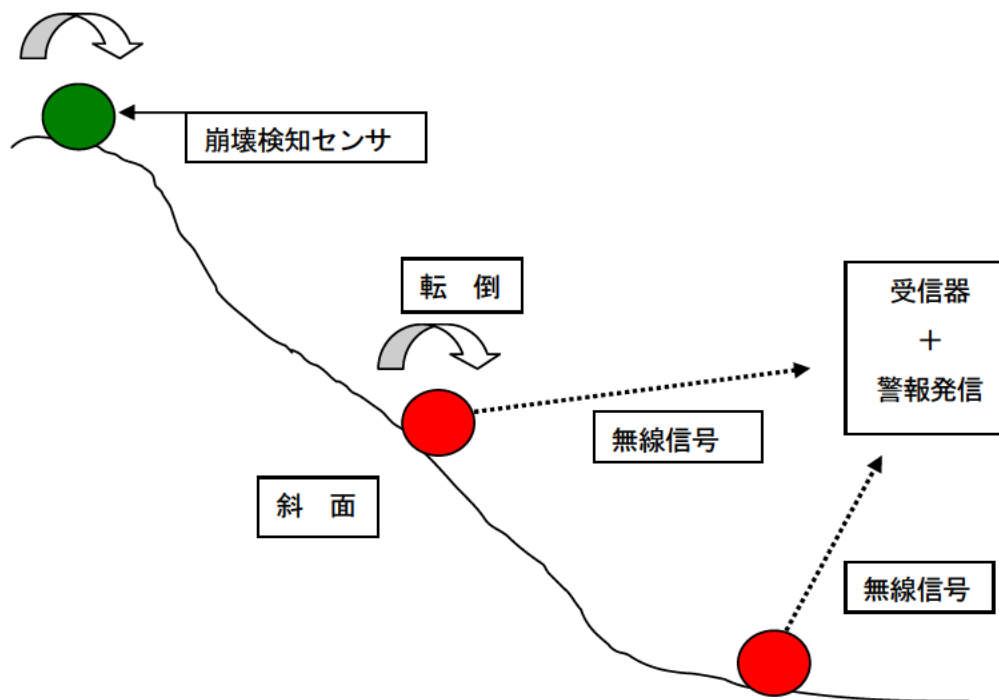 崩壊検知センサ
転　倒
受信器
＋
警報発信
無線信号
斜　面
無線信号